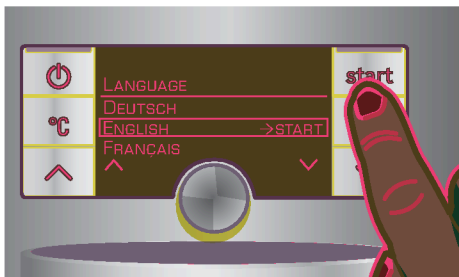 start
°C
LANGUAGE
DEUTSCH
ENGLISH →START
FRANÇAIS